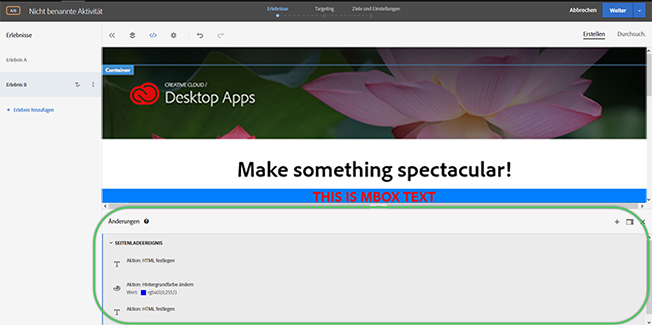 A/B
Nicht benannte Aktivität
Erlebnisse
Targeting
Ziele und Einstellungen
Abbrechen
Weiter
Erlebnisse
Erstellen
Durchsuch.
Erlebnis A
Container
Erlebnis B
CREATIVE CLOUD /
Desktop Apps
+ Erlebnis hinzufügen
Make something spectacular!
THIS IS MBOX TEXT
Änderungen
SEITENLADEEREIGNIS
Aktion :HTML festlegen
Aktion :Hintergrundfarbe ändern
Wert: rgba(0,0,255,1)
Aktion :HTML festlegen